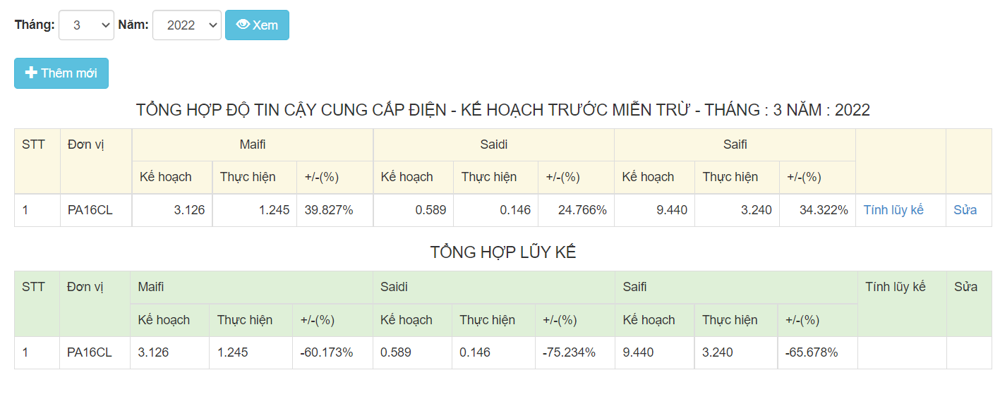 Tháng: 3 Năm: 2022 Xem
Thêm mới
TỔNG HỢP ĐỘ TIN CẬY CUNG CẤP ĐIỆN - KẾ HOẠCH TRƯỚC MIỄN TRỪ - THÁNG : 3 NĂM : 2022
STT Đơn vị Maifi Saidi Saifi
Kế hoạch Thực hiện +/-(%) Kế hoạch Thực hiện +/-(%) Kế hoạch Thực hiện +/-(%)
1 PA16CL 3.126 1.245 39.827% 0.589 0.146 24.766% 9.440 3.240 34.322% Tính lũy kế Sửa
TỔNG HỢP LŨY KẾ
STT Đơn vị Maifi Saidi Saifi Tính lũy kế Sửa
Kế hoạch Thực hiện +/-(%) Kế hoạch Thực hiện +/-(%) Kế hoạch Thực hiện +/-(%)
1 PA16CL 3.126 1.245 -60.173% 0.589 0.146 -75.234% 9.440 3.240 -65.678%